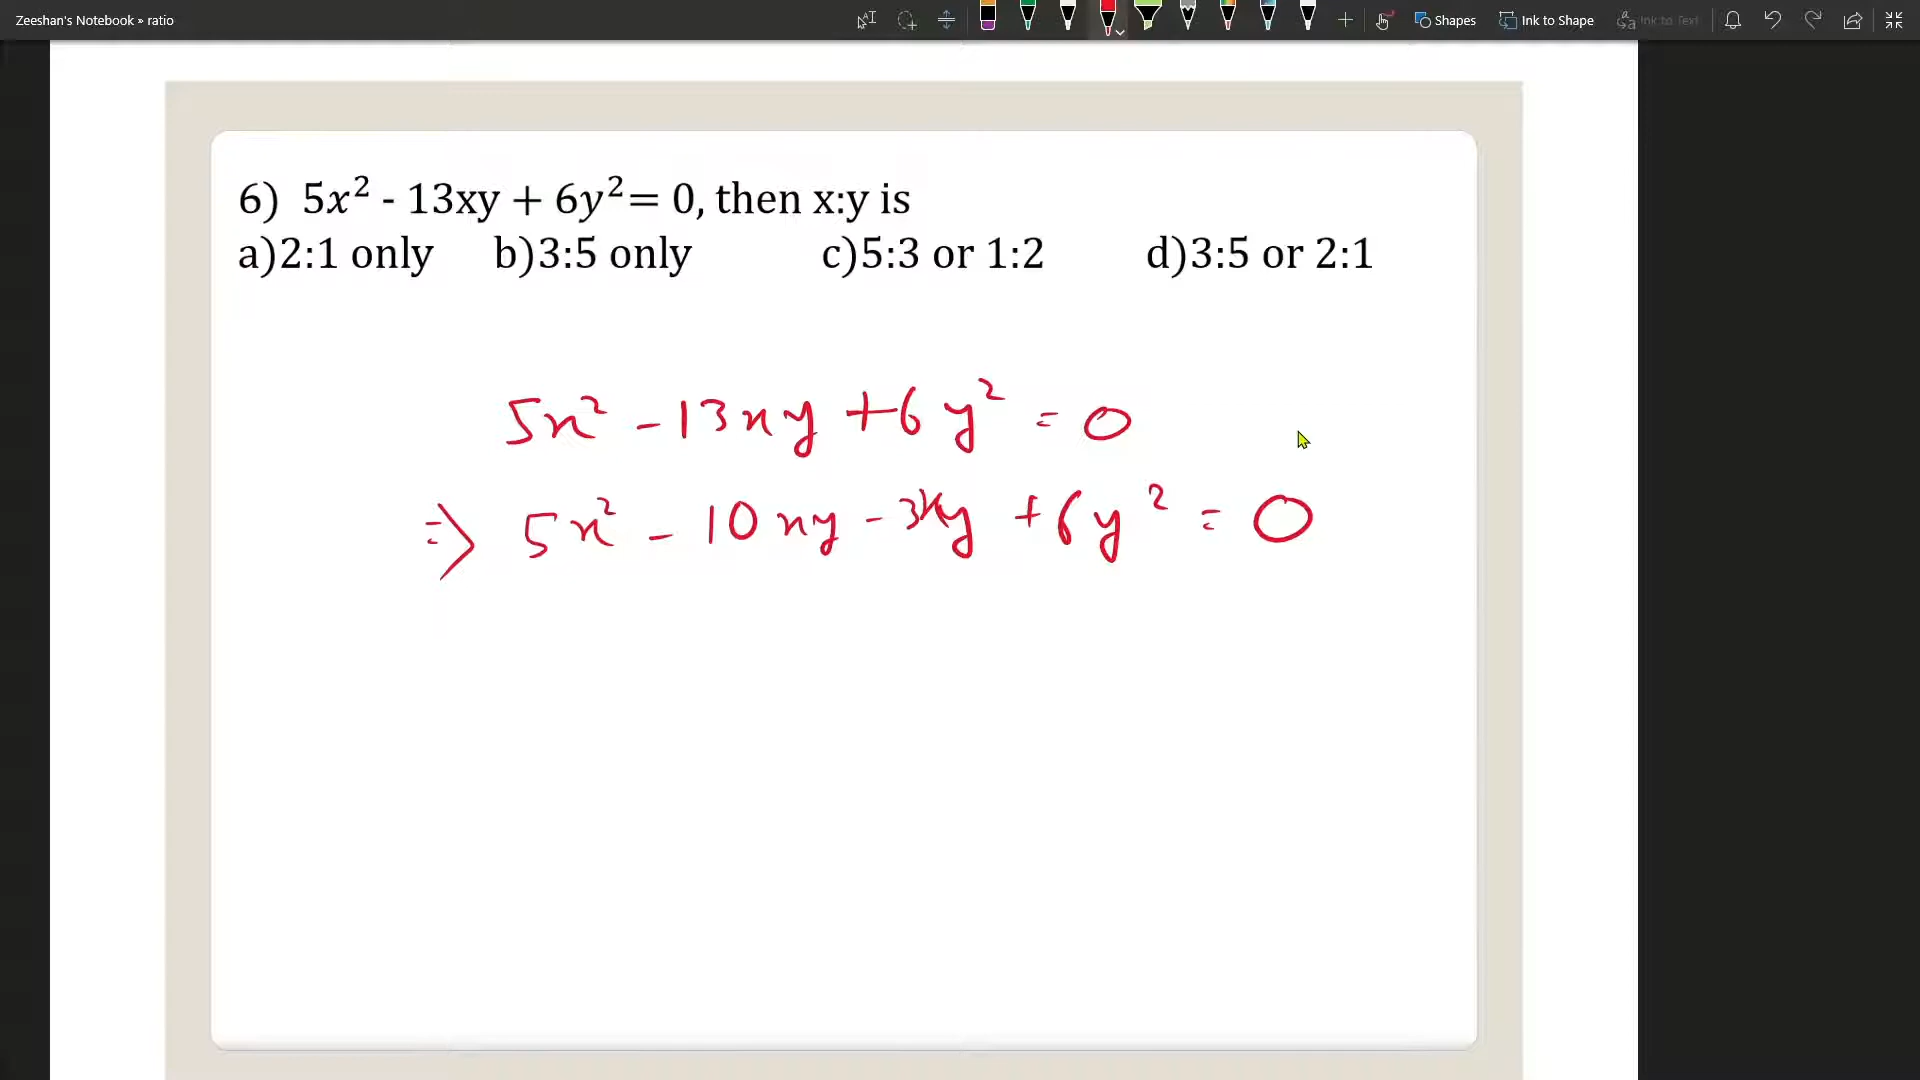 Zeeshan's Notebook » ratio
Shapes
Ink to Shape
Ink to Text
6) 5x² - 13xy + 6y²= 0, then x:y is
a)2:1 only b)3:5 only c)5:3 or 1:2 d)3:5 or 2:1
5x² - 13xy + 6y² = 0
⇒ 5x² - 10xy - 3xy + 6y² = 0